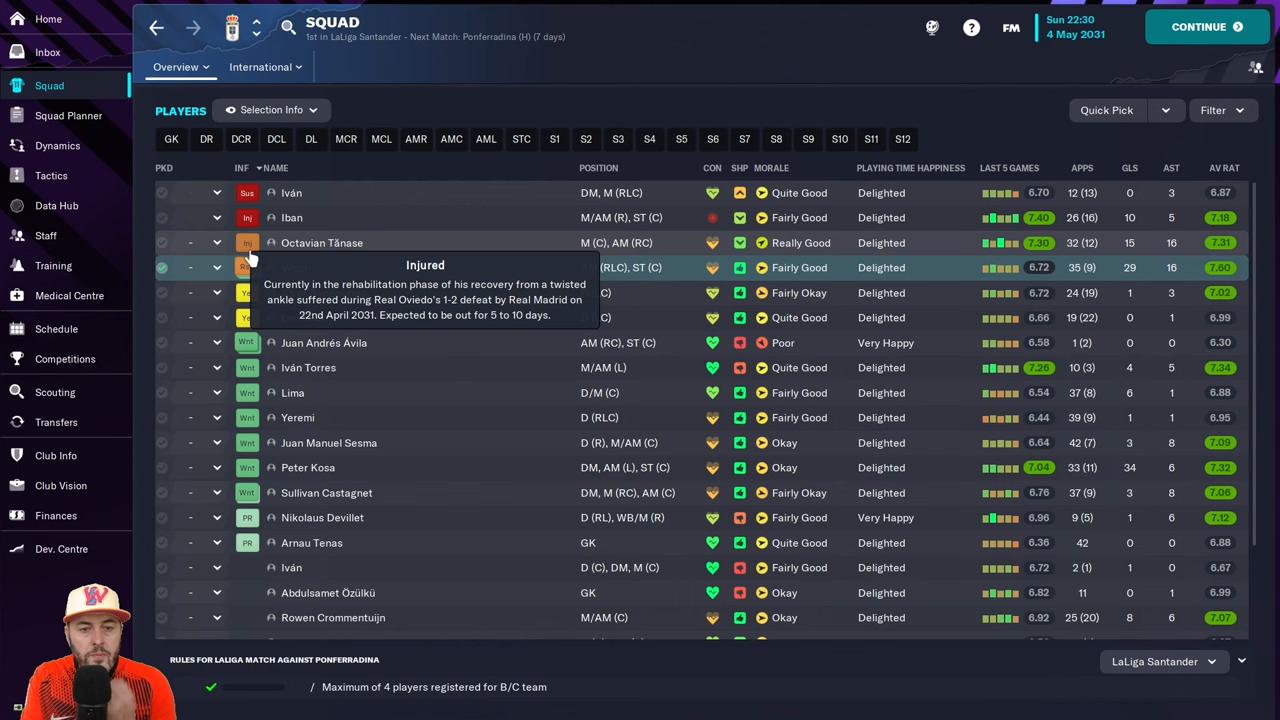 Home
SQUAD
1st in LaLiga Santander - Next Match: Ponferradina (H) (7 days)
FM
Sun 22:30
4 May 2031
CONTINUE
Inbox
Overview
International
Squad
PLAYERS
Selection Info
Quick Pick
Filter
Squad Planner
GK DR DCR DCL DL MCR MCL AMR AMC AML STC S1 S2 S3 S4 S5 S6 S7 S8 S9 S10 S11 S12
Dynamics
PKD INF NAME POSITION CON SHP MORALE PLAYING TIME HAPPINESS LAST 5 GAMES APPS GLS AST AV RAT
Tactics
- Sus Iván DM, M (RLC) Quite Good Delighted 6.70 12 (13) 0 3 6.87
Data Hub
- Inj Iban M/AM (R), ST (C) Fairly Good Delighted 7.40 26 (16) 10 5 7.18
Staff
- Inj Octavian Tănase M (C), AM (RC) Really Good Delighted 7.30 32 (12) 15 16 7.31
Training
- (RLC), ST (C) Fairly Good Delighted 6.72 35 (9) 29 16 7.60
Injured
Currently in the rehabilitation phase of his recovery from a twisted
ankle suffered during Real Oviedo's 1-2 defeat by Real Madrid on
22nd April 2031. Expected to be out for 5 to 10 days.
Medical Centre
- Ye Fairly Okay Delighted 6.72 24 (19) 1 3 7.02
- Ye Fairly Good Delighted 6.66 19 (22) 1 0 6.99
Schedule
- Wnt Juan Andrés Ávila AM (RC), ST (C) Poor Very Happy 6.58 1 (2) 0 0 6.30
Competitions
- Wnt Iván Torres M/AM (L) Quite Good Delighted 7.26 10 (3) 4 5 7.34
Scouting
- Wnt Lima D/M (C) Fairly Good Delighted 6.54 37 (8) 6 1 6.88
Transfers
- Wnt Yeremi D (RLC) Fairly Good Delighted 6.44 39 (9) 1 1 6.95
Club Info
- Wnt Juan Manuel Sesma D (R), M/AM (C) Okay Delighted 6.64 42 (7) 3 8 7.09
- Wnt Peter Kosa DM, AM (L), ST (C) Okay Delighted 7.04 33 (11) 34 6 7.32
Club Vision
- Wnt Sullivan Castagnet DM, M (RC), AM (C) Fairly Okay Delighted 6.76 37 (9) 3 8 7.06
Finances
- PR Nikolaus Devillet D (RL), WB/M (R) Fairly Good Very Happy 6.96 9 (5) 1 6 7.12
- PR Arnau Tenas GK Quite Good Delighted 6.36 42 0 0 6.88
Dev. Centre
- Iván D (C), DM, M (C) Fairly Good Delighted 6.72 2 (1) 1 0 6.67
- Abdulsamet Özülkü GK Okay Delighted 6.82 11 0 1 6.99
- Rowen Crommentuijn M/AM (C) Okay Delighted 6.92 25 (20) 8 6 7.07
RULES FOR LALIGA MATCH AGAINST PONFERRADINA
LaLiga Santander
/ Maximum of 4 players registered for B/C team